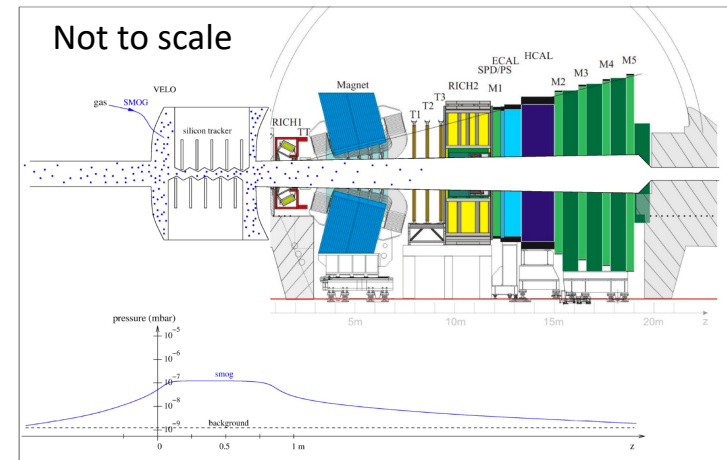 Not to scale
VELO
gas
SMOG
silicon tracker
RICH1
TT
Magnet
T1
T2
T3
RICH2
SPD/PS
M1
ECAL
HCAL
M2
M3
M4
M5
5m
10m
15m
20m
z
pressure (mbar)
10⁻⁵
10⁻⁶
10⁻⁷
10⁻⁸
10⁻⁹
smog
background
0
0.5
1 m
z